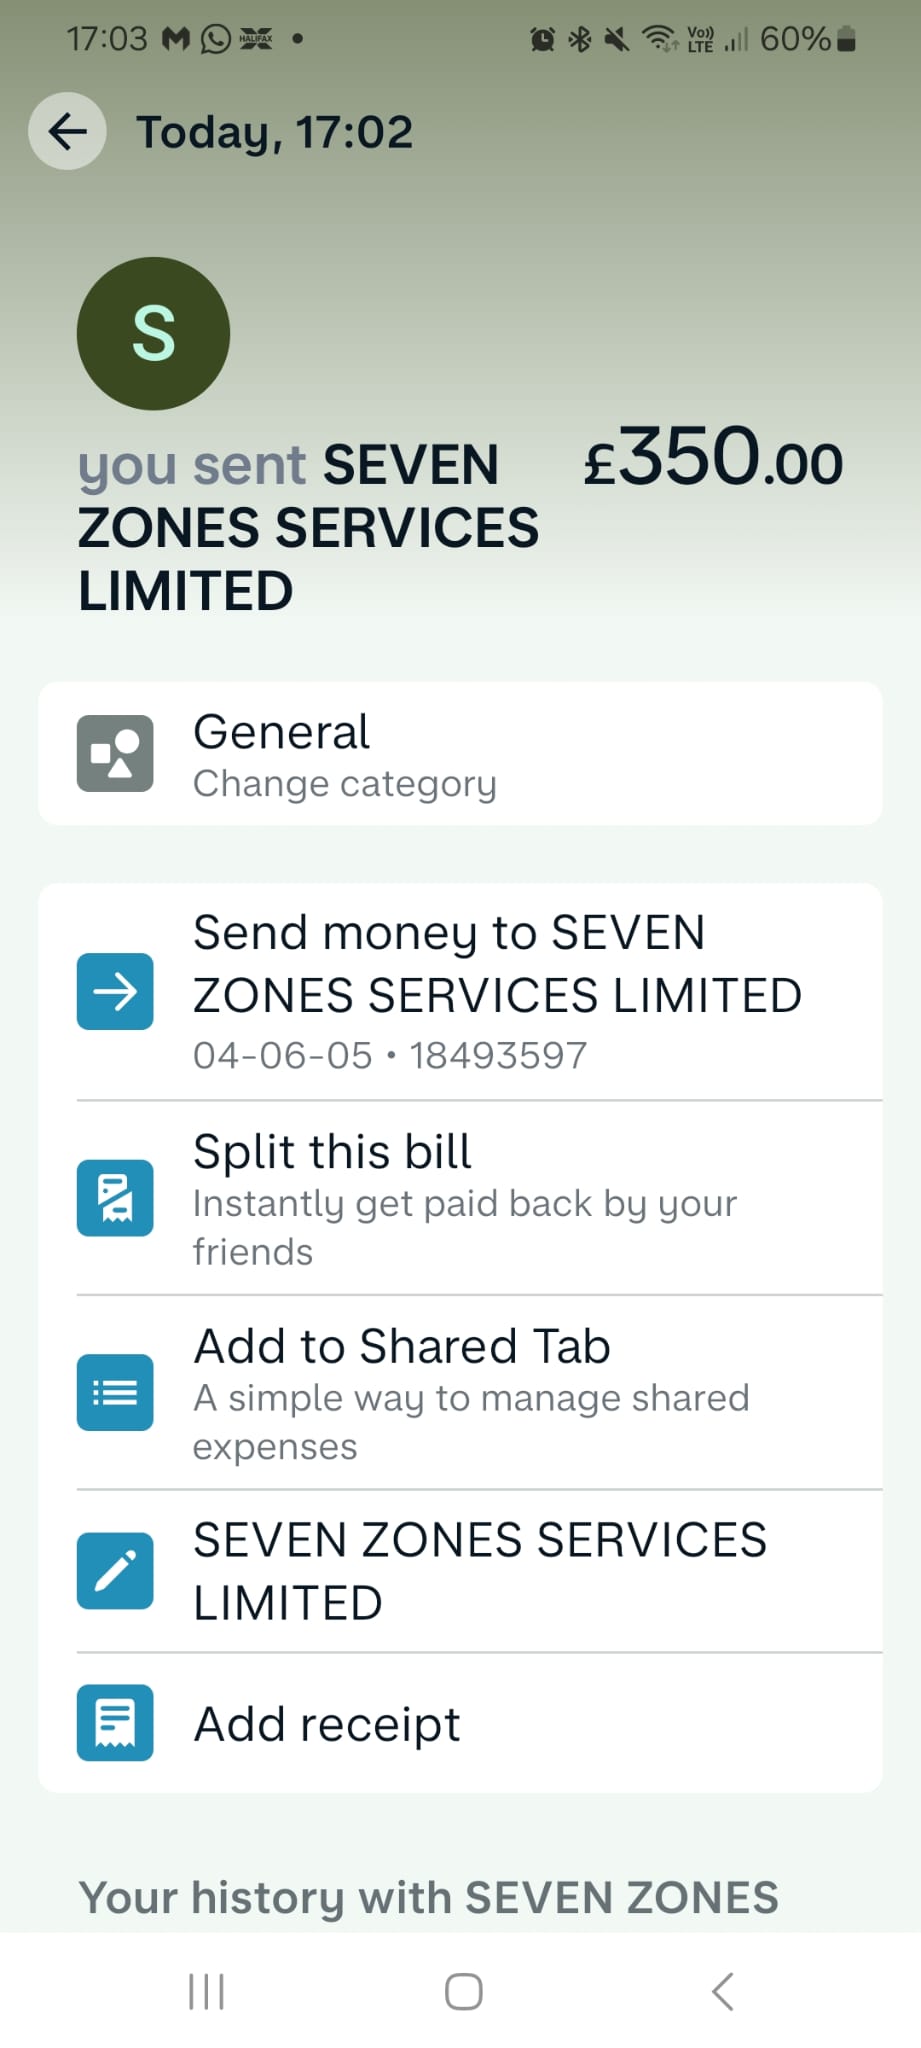 17:03 HALIFAX Vo)) LTE 60%
Today, 17:02
S
you sent SEVEN £350.00
ZONES SERVICES
LIMITED
General
Change category
Send money to SEVEN
ZONES SERVICES LIMITED
04-06-05 • 18493597
Split this bill
Instantly get paid back by your
friends
Add to Shared Tab
A simple way to manage shared
expenses
SEVEN ZONES SERVICES
LIMITED
Add receipt
Your history with SEVEN ZONES